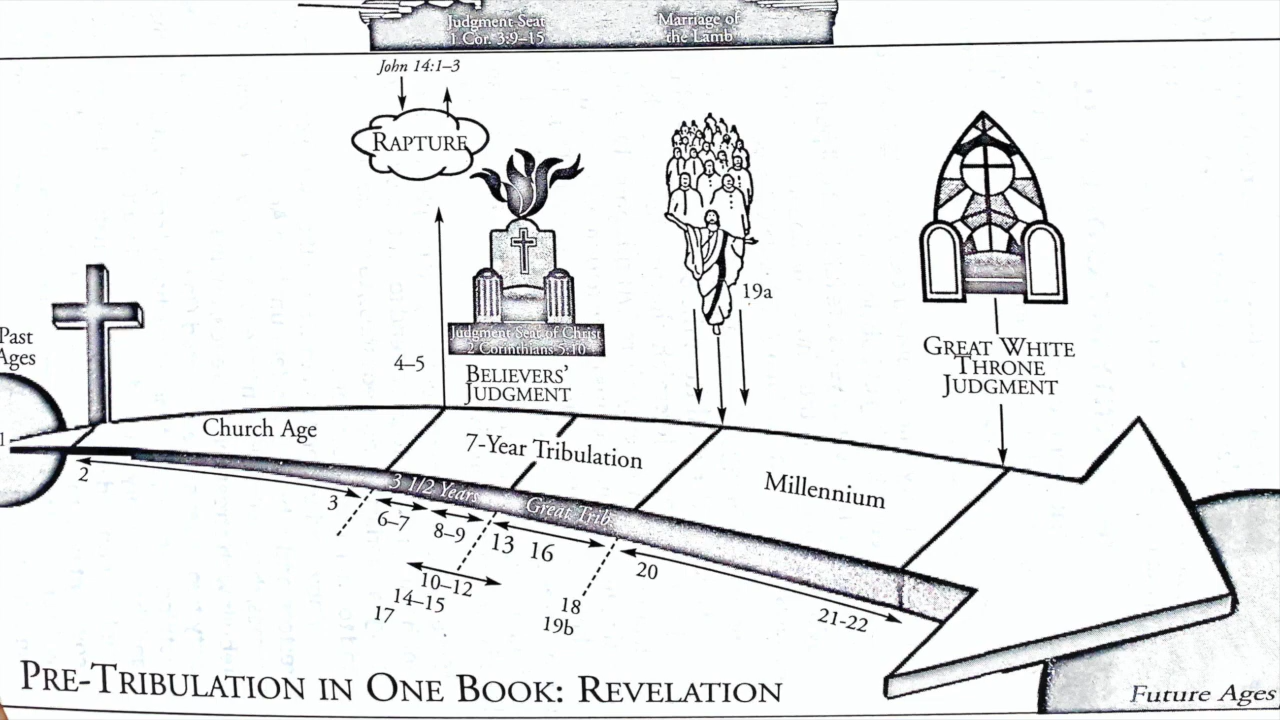 Judgment Seat
1 Cor. 3:9–15
Marriage of
the Lamb
John 14:1–3
RAPTURE
19a
Judgment Seat of Christ
2 Corinthians 5:10
BELIEVERS'
JUDGMENT
GREAT WHITE
THRONE
JUDGMENT
Past
Ages
4–5
1
Church Age
7-Year Tribulation
Millennium
3 1/2 Years
Great Trib.
2
3
6–7
8–9
13
16
20
21-22
10–12
14–15
17
18
19b
PRE-TRIBULATION IN ONE BOOK: REVELATION
Future Ages